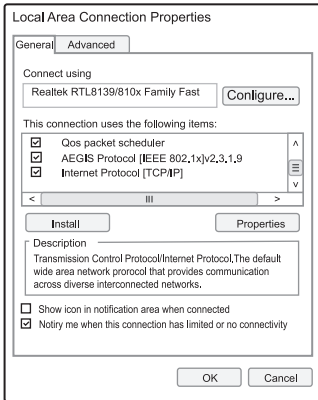 Local Area Connection Properties
General Advanced
Connect using
Realtek RTL8139/810x Family Fast
Configure...
This connection uses the following items:
Qos packet scheduler
AEGIS Protocol [IEEE 802.1x]v2.3.1.9
Internet Protocol [TCP/IP]
Install Properties
Description
Transmission Control Protocol/Internet Protocol,The default
wide area network prorocol that provides communication
across diverse interconnected networks.
Show icon in notification area when connected
Notiry me when this connection has limited or no connectivity
OK Cancel